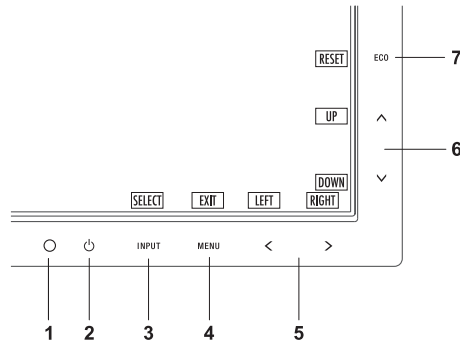 RESET ECO 7
UP
6
DOWN
SELECT EXIT LEFT RIGHT
INPUT MENU < >
1 2 3 4 5